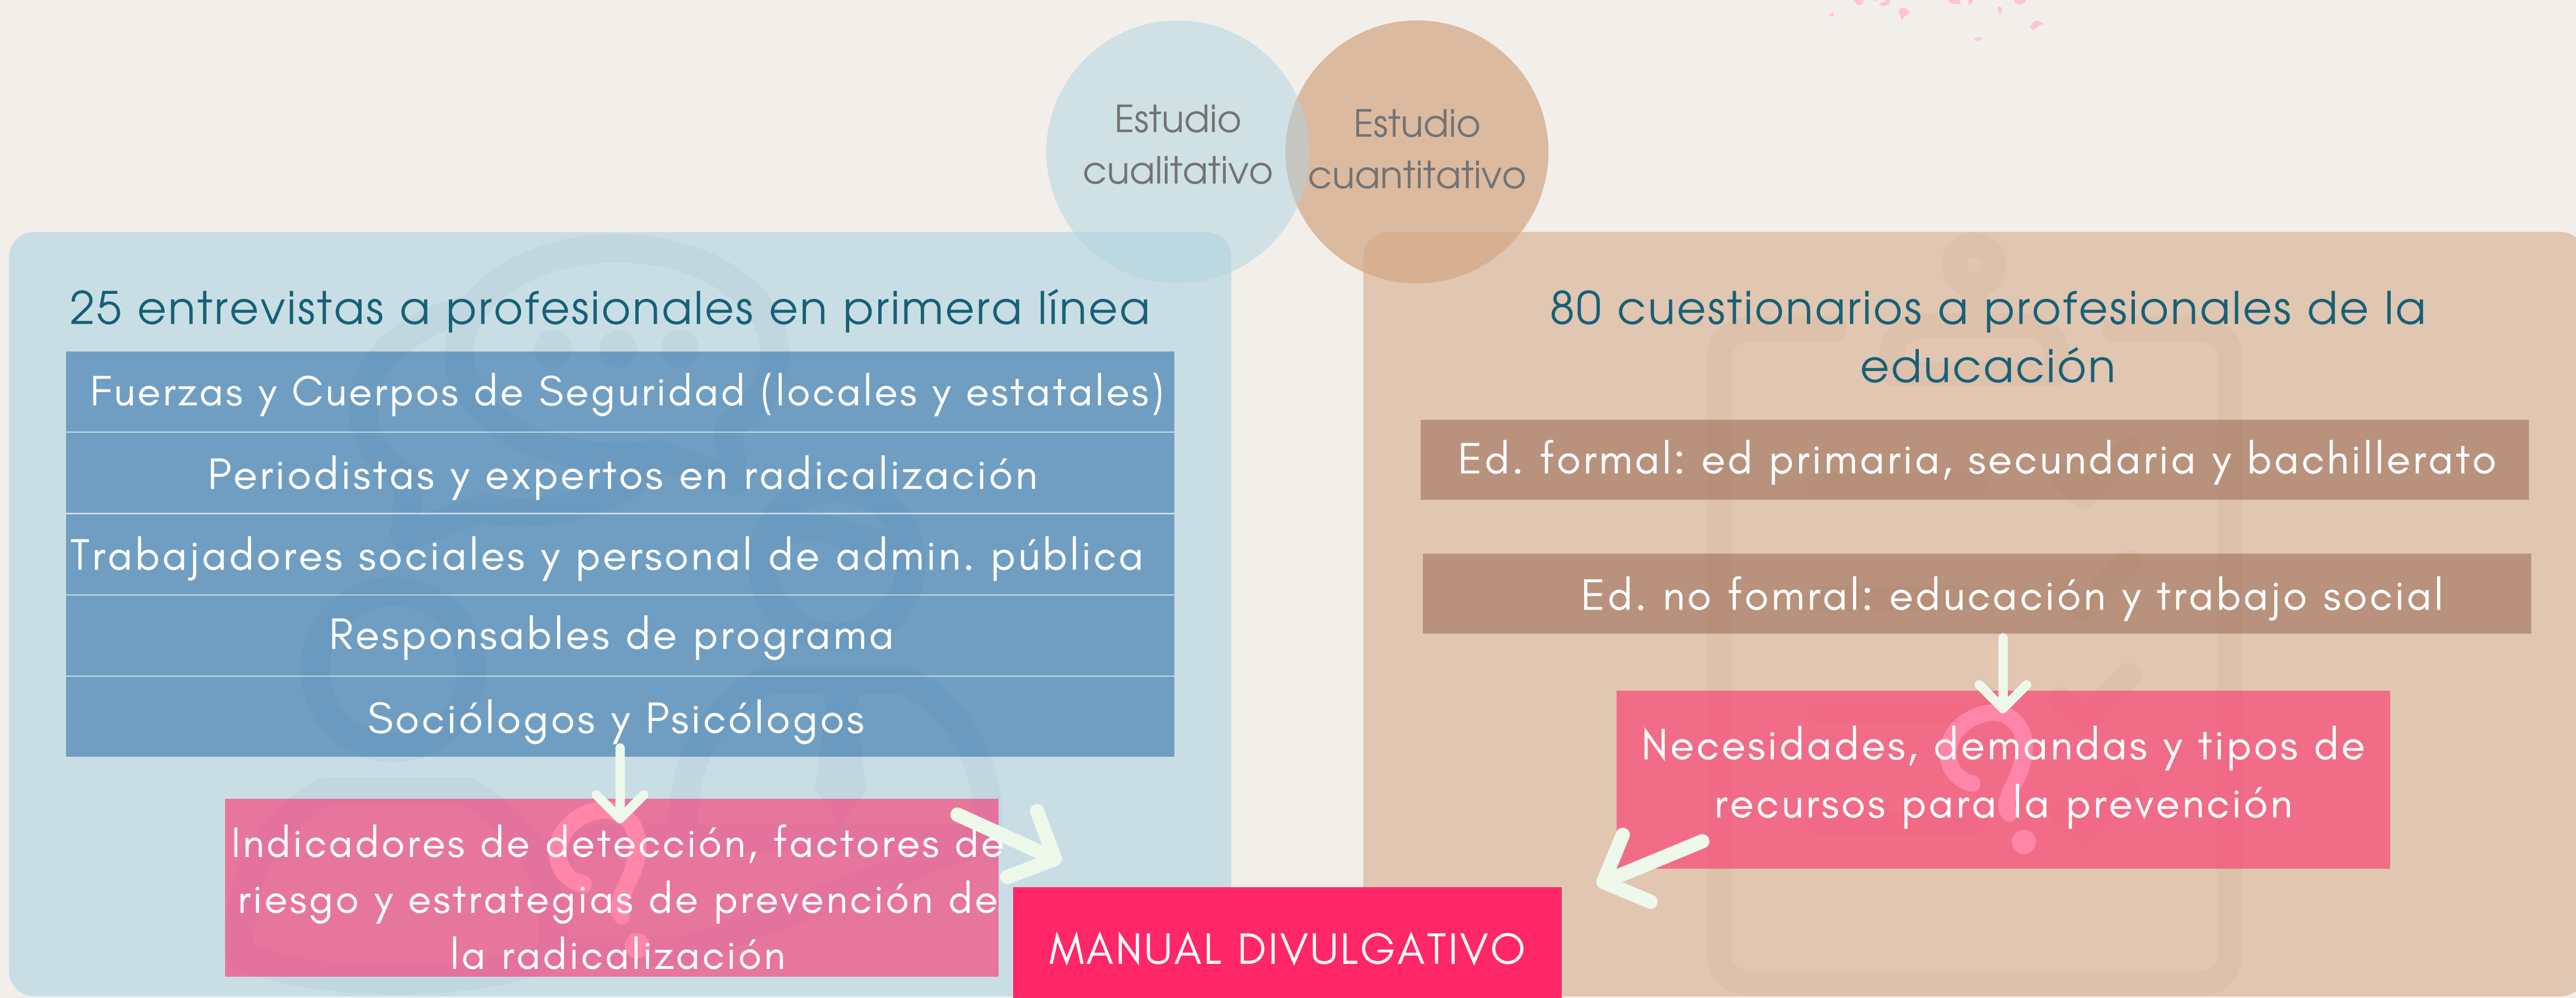 Estudio
cualitativo
Estudio
cuantitativo
25 entrevistas a profesionales en primera línea
Fuerzas y Cuerpos de Seguridad (locales y estatales)
Periodistas y expertos en radicalización
Trabajadores sociales y personal de admin. pública
Responsables de programa
Sociólogos y Psicólogos
Indicadores de detección, factores de
riesgo y estrategias de prevención de
la radicalización
80 cuestionarios a profesionales de la
educación
Ed. formal: ed primaria, secundaria y bachillerato
Ed. no fomral: educación y trabajo social
Necesidades, demandas y tipos de
recursos para la prevención
MANUAL DIVULGATIVO